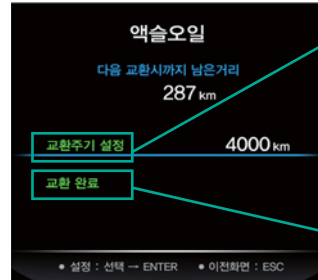 액슬오일
다음 교환시까지 남은거리
287 km
교환주기 설정 4000 km
교환 완료
● 설정 : 선택 → ENTER ● 이전화면 : ESC